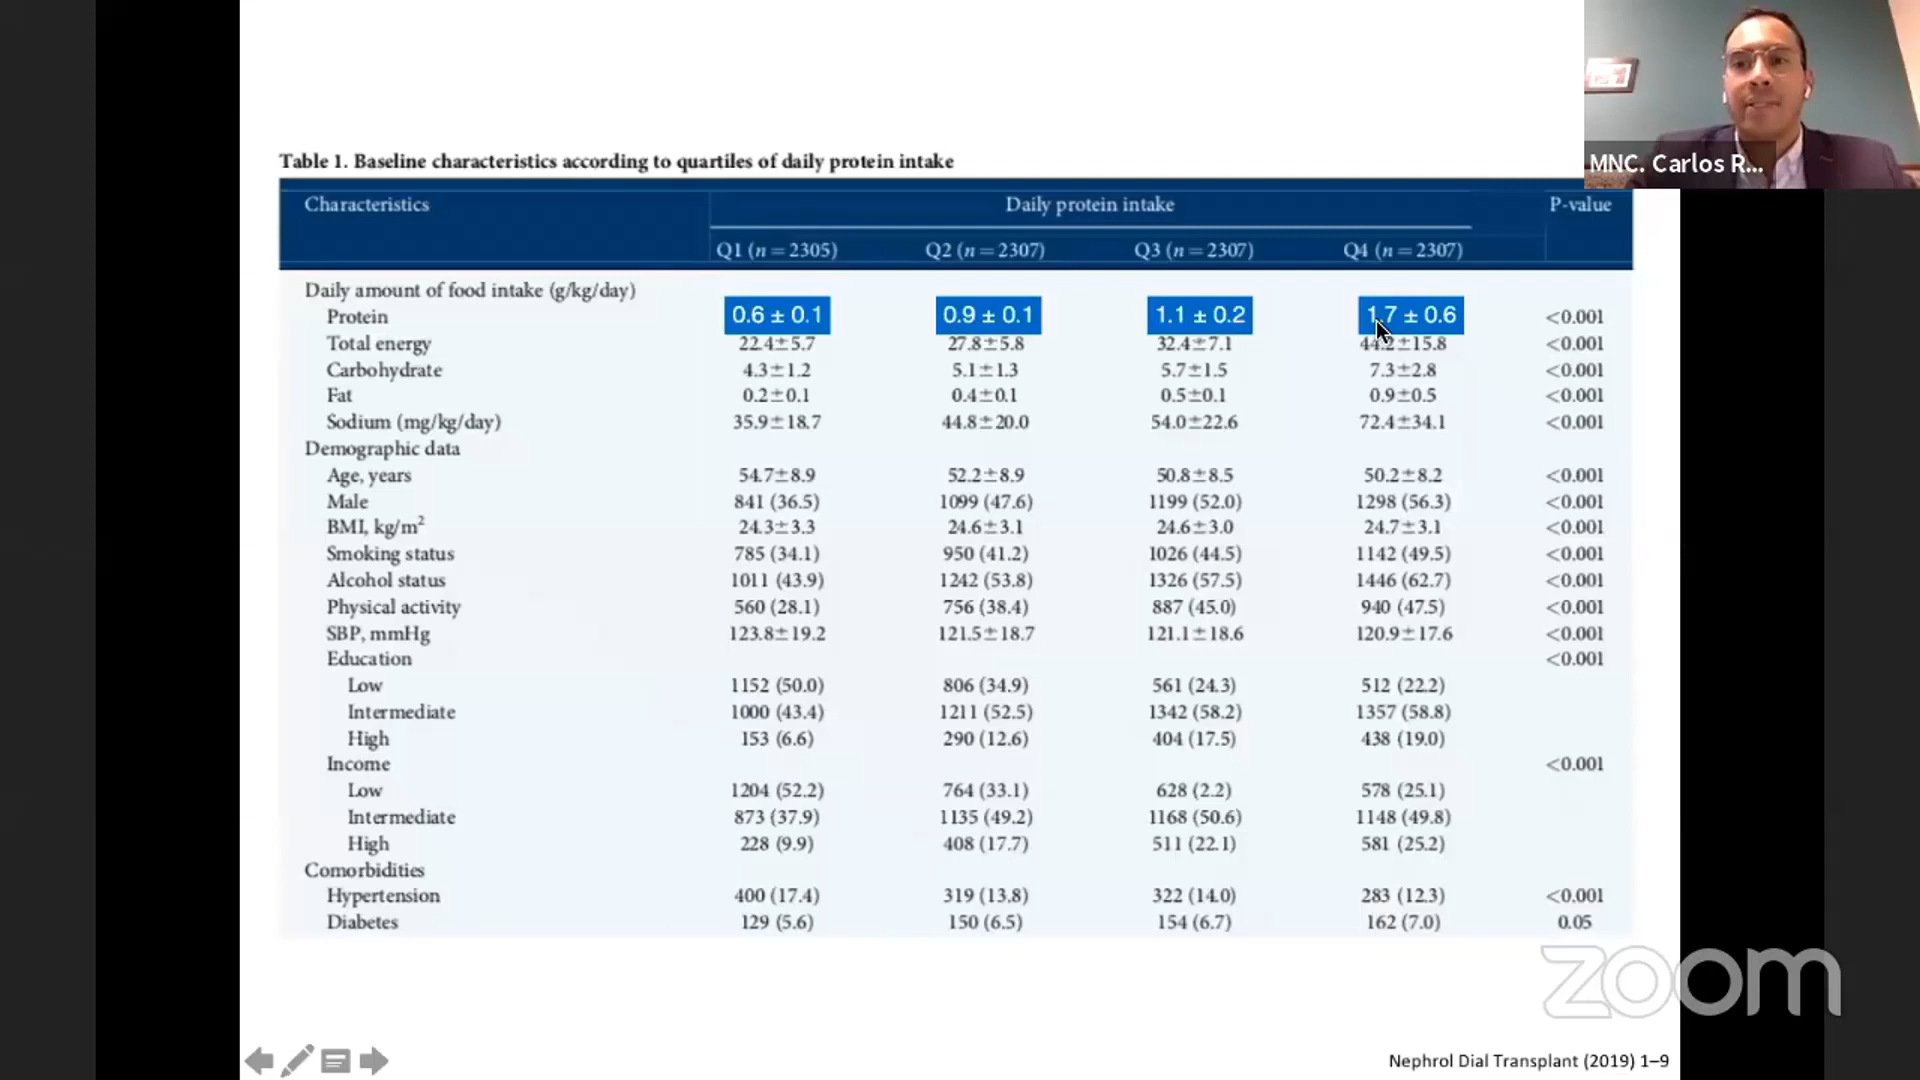 MNC. Carlos R...
Table 1. Baseline characteristics according to quartiles of daily protein intake
Characteristics Daily protein intake P-value
Q1 (n = 2305) Q2 (n = 2307) Q3 (n = 2307) Q4 (n = 2307)
Daily amount of food intake (g/kg/day)
Protein 0.6 ± 0.1 0.9 ± 0.1 1.1 ± 0.2 1.7 ± 0.6 <0.001
Total energy 22.4±5.7 27.8±5.8 32.4±7.1 44.2±15.8 <0.001
Carbohydrate 4.3±1.2 5.1±1.3 5.7±1.5 7.3±2.8 <0.001
Fat 0.2±0.1 0.4±0.1 0.5±0.1 0.9±0.5 <0.001
Sodium (mg/kg/day) 35.9±18.7 44.8±20.0 54.0±22.6 72.4±34.1 <0.001
Demographic data
Age, years 54.7±8.9 52.2±8.9 50.8±8.5 50.2±8.2 <0.001
Male 841 (36.5) 1099 (47.6) 1199 (52.0) 1298 (56.3) <0.001
BMI, kg/m² 24.3±3.3 24.6±3.1 24.6±3.0 24.7±3.1 <0.001
Smoking status 785 (34.1) 950 (41.2) 1026 (44.5) 1142 (49.5) <0.001
Alcohol status 1011 (43.9) 1242 (53.8) 1326 (57.5) 1446 (62.7) <0.001
Physical activity 560 (28.1) 756 (38.4) 887 (45.0) 940 (47.5) <0.001
SBP, mmHg 123.8±19.2 121.5±18.7 121.1±18.6 120.9±17.6 <0.001
Education <0.001
Low 1152 (50.0) 806 (34.9) 561 (24.3) 512 (22.2)
Intermediate 1000 (43.4) 1211 (52.5) 1342 (58.2) 1357 (58.8)
High 153 (6.6) 290 (12.6) 404 (17.5) 438 (19.0)
Income <0.001
Low 1204 (52.2) 764 (33.1) 628 (2.2) 578 (25.1)
Intermediate 873 (37.9) 1135 (49.2) 1168 (50.6) 1148 (49.8)
High 228 (9.9) 408 (17.7) 511 (22.1) 581 (25.2)
Comorbidities
Hypertension 400 (17.4) 319 (13.8) 322 (14.0) 283 (12.3) <0.001
Diabetes 129 (5.6) 150 (6.5) 154 (6.7) 162 (7.0) 0.05
zoom
Nephrol Dial Transplant (2019) 1–9